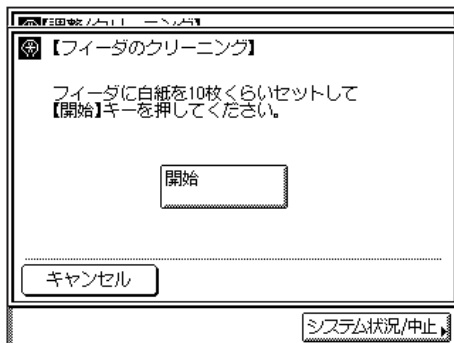 【フィーダのクリーニング】
フィーダに白紙を10枚くらいセットして
【開始】キーを押してください。
開始
キャンセル
システム状況/中止